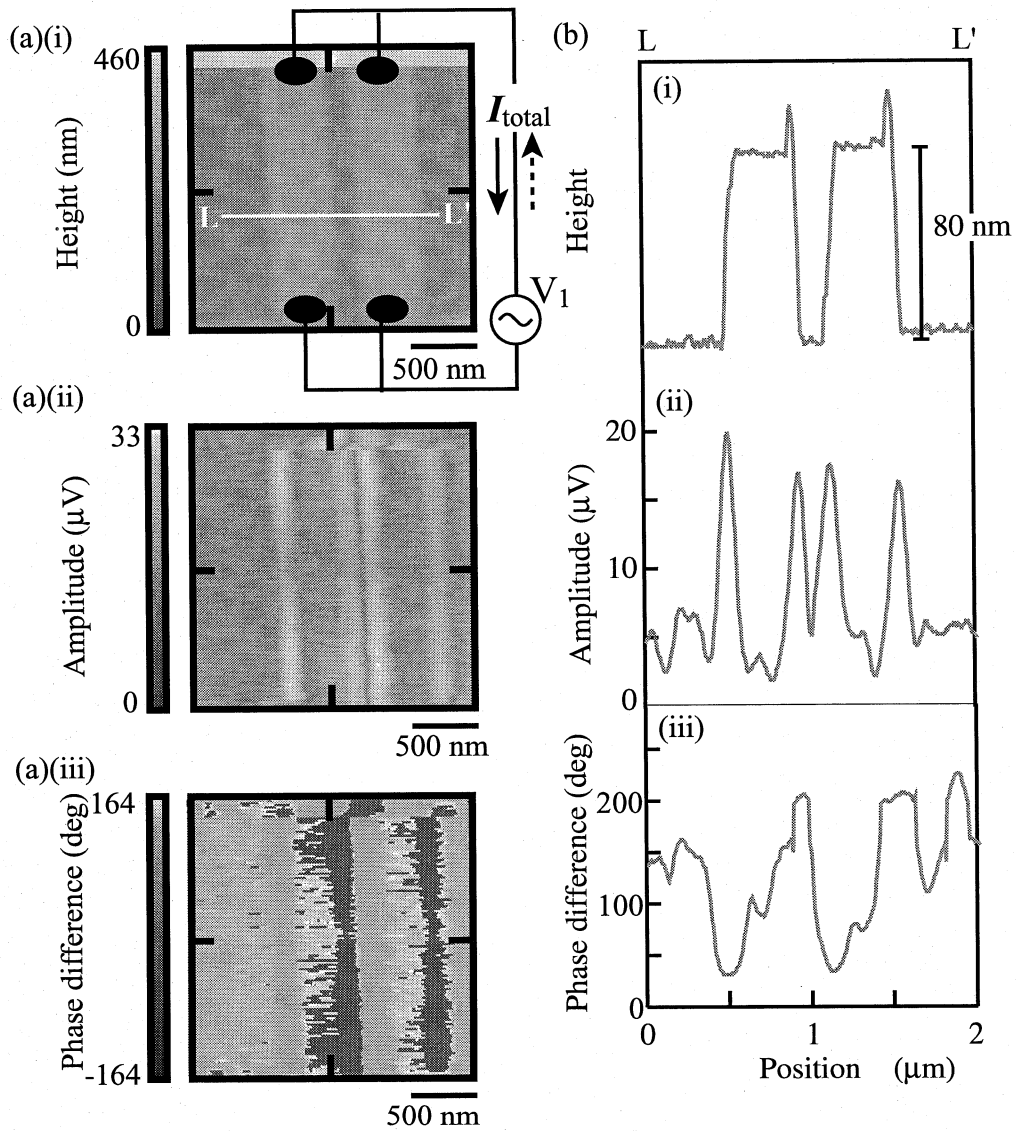 (a)(i)
460
Height (nm)
0
L
L'
I total
V1
500 nm
(a)(ii)
33
Amplitude (μV)
0
500 nm
(a)(iii)
164
Phase difference (deg)
-164
500 nm
(b)
L
L'
(i)
Height
80 nm
(ii)
20
10
0
Amplitude (μV)
(iii)
200
100
0
Phase difference (deg)
0
1
2
Position (μm)